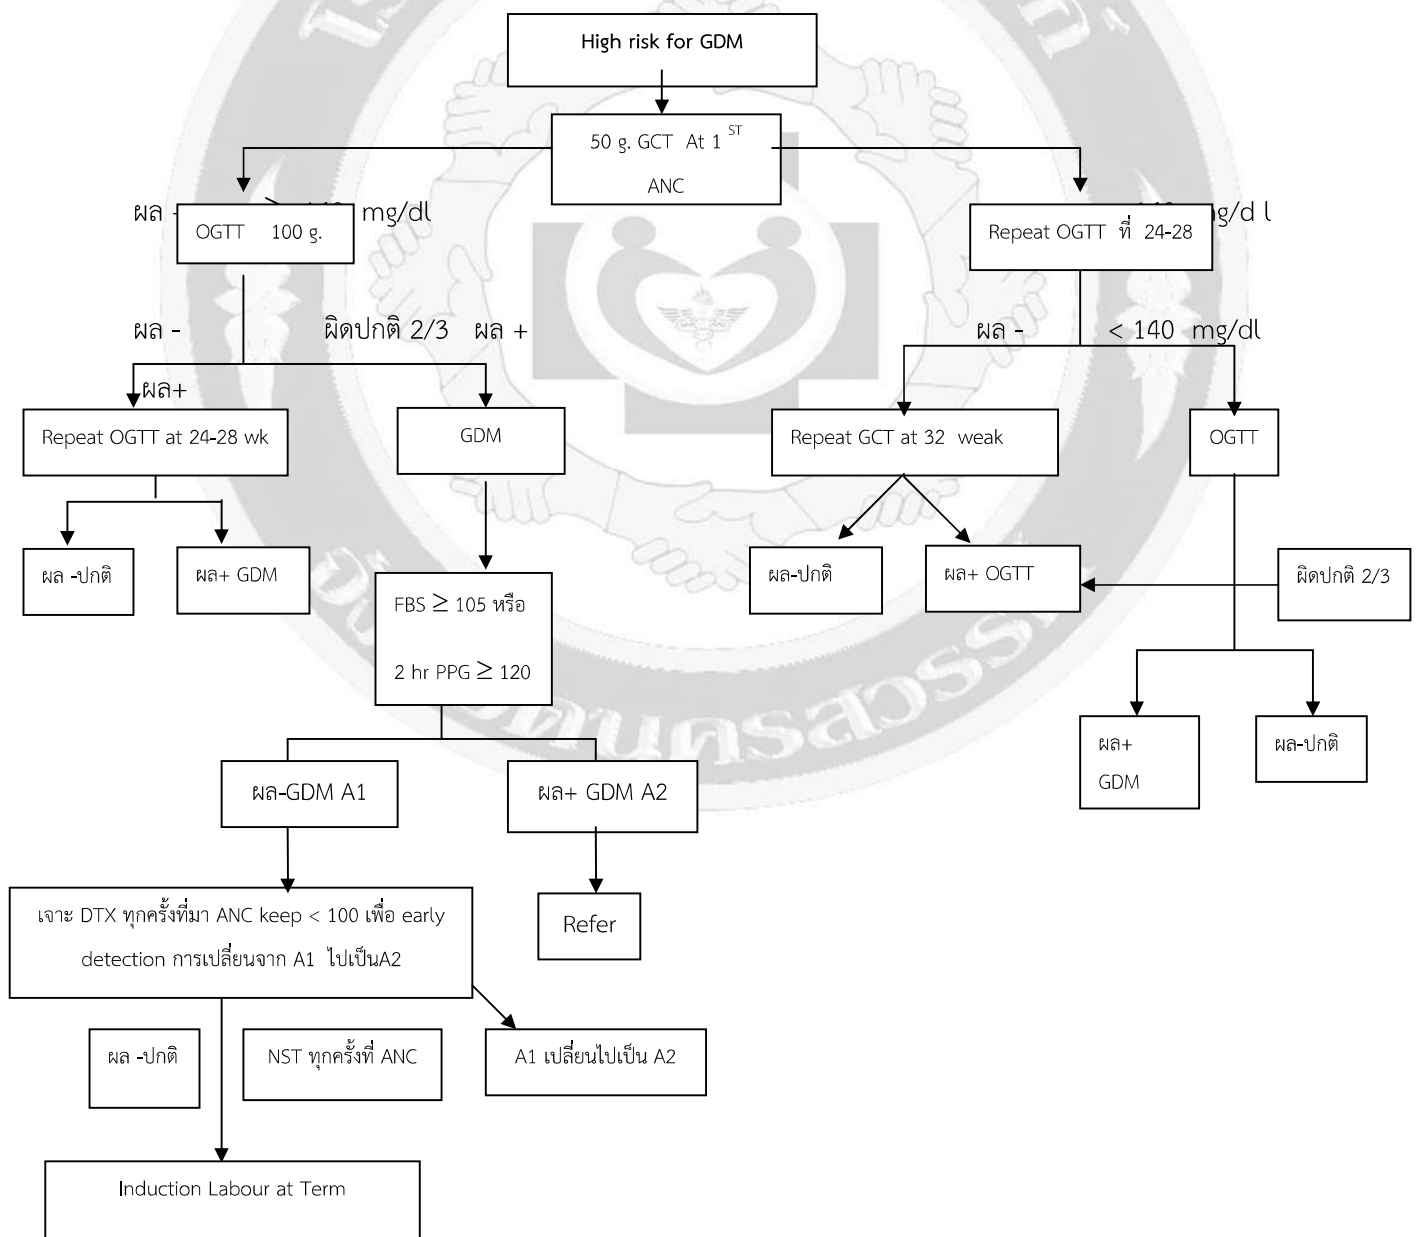 High risk for GDM
50 g. GCT At 1 ST
ANC
ผล mg/dl
OGTT 100 g.
Repeat OGTT ที่ 24-28
ผล -
ผิดปกติ 2/3 ผล +
ผล -
< 140 mg/dl
ผล+
Repeat OGTT at 24-28 wk
GDM
Repeat GCT at 32 weak
OGTT
ผล -ปกติ
ผล+ GDM
FBS ≥ 105 หรือ
2 hr PPG ≥ 120
ผล-ปกติ
ผล+ OGTT
ผิดปกติ 2/3
ผล-GDM A1
ผล+ GDM A2
ผล+
GDM
ผล-ปกติ
เจาะ DTX ทุกครั้งที่มา ANC keep < 100 เพื่อ early
detection การเปลี่ยนจาก A1 ไปเป็นA2
Refer
ผล -ปกติ
NST ทุกครั้งที่ ANC
A1 เปลี่ยนไปเป็น A2
Induction Labour at Term